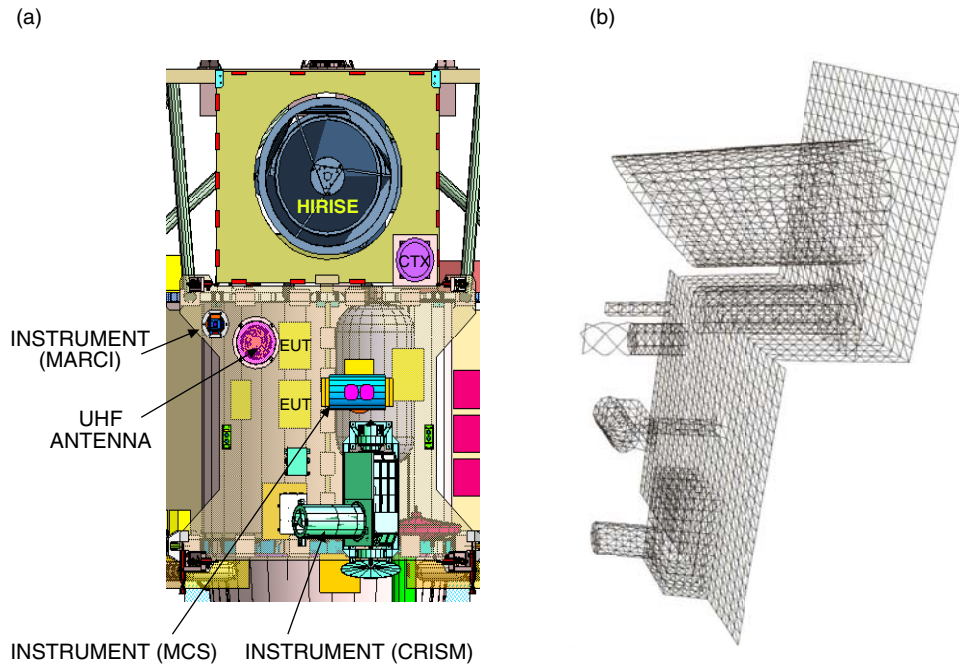 (a)
(b)
HIRISE
CTX
INSTRUMENT
(MARCI)
EUT
UHF
ANTENNA
EUT
INSTRUMENT (MCS)
INSTRUMENT (CRISM)